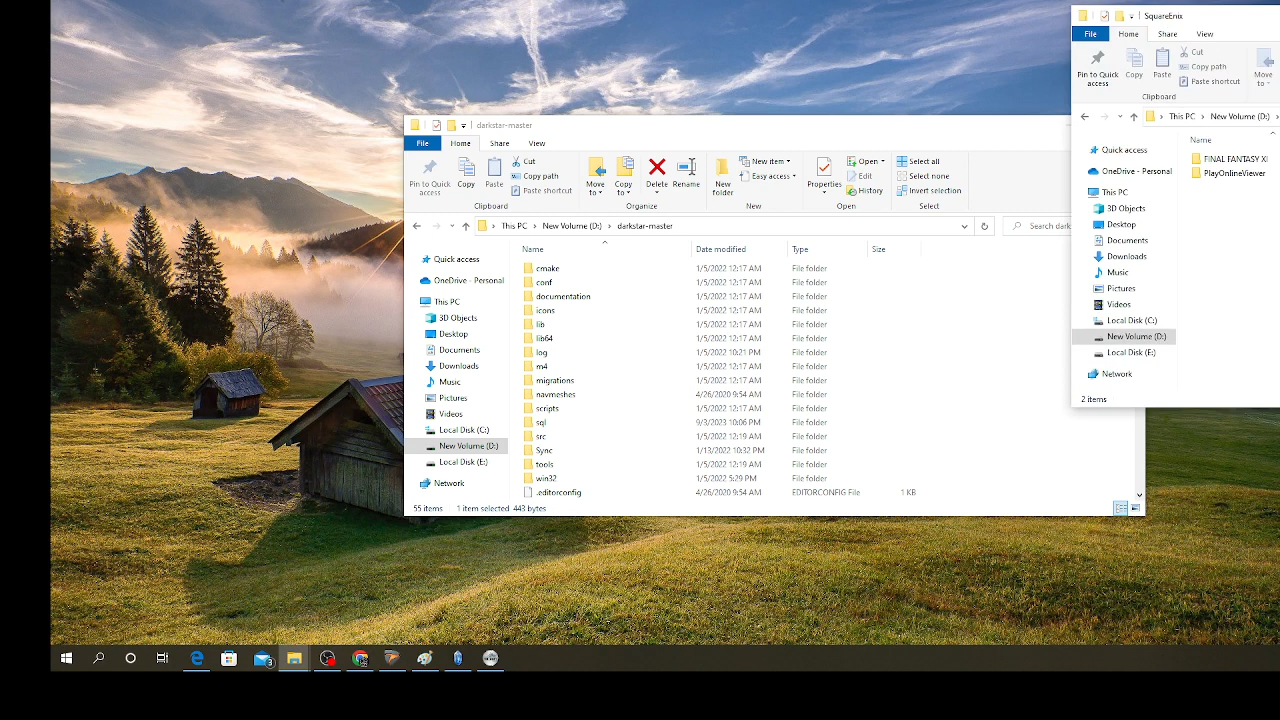 SquareEnix
File
Home
Share
View
Pin to Quick access
Copy
Paste
Cut
Copy path
Paste shortcut
Move to
Clipboard
This PC
New Volume (D:)
Name
Quick access
OneDrive - Personal
This PC
3D Objects
Desktop
Documents
Downloads
Music
Pictures
Videos
Local Disk (C:)
New Volume (D:)
Local Disk (E:)
Network
FINAL FANTASY XI
PlayOnlineViewer
2 items
darkstar-master
File
Home
Share
View
Pin to Quick access
Copy
Paste
Cut
Copy path
Paste shortcut
Clipboard
Move to
Copy to
Delete
Rename
Organize
New folder
New item
Easy access
New
Properties
Open
Edit
History
Open
Select all
Select none
Invert selection
Select
This PC
New Volume (D:)
darkstar-master
Search dark
Quick access
OneDrive - Personal
This PC
3D Objects
Desktop
Documents
Downloads
Music
Pictures
Videos
Local Disk (C:)
New Volume (D:)
Local Disk (E:)
Network
Name Date modified Type Size
cmake 1/5/2022 12:17 AM File folder
conf 1/5/2022 12:17 AM File folder
documentation 1/5/2022 12:17 AM File folder
icons 1/5/2022 12:17 AM File folder
lib 1/5/2022 12:17 AM File folder
lib64 1/5/2022 12:17 AM File folder
log 1/5/2022 10:21 PM File folder
m4 1/5/2022 12:17 AM File folder
migrations 1/5/2022 12:17 AM File folder
navmeshes 4/26/2020 9:54 AM File folder
scripts 1/5/2022 12:17 AM File folder
sql 9/3/2023 10:06 PM File folder
src 1/5/2022 12:19 AM File folder
Sync 1/13/2022 10:32 PM File folder
tools 1/5/2022 12:19 AM File folder
win32 1/5/2022 5:29 PM File folder
.editorconfig 4/26/2020 9:54 AM EDITORCONFIG File 1 KB
55 items 1 item selected 443 bytes
3